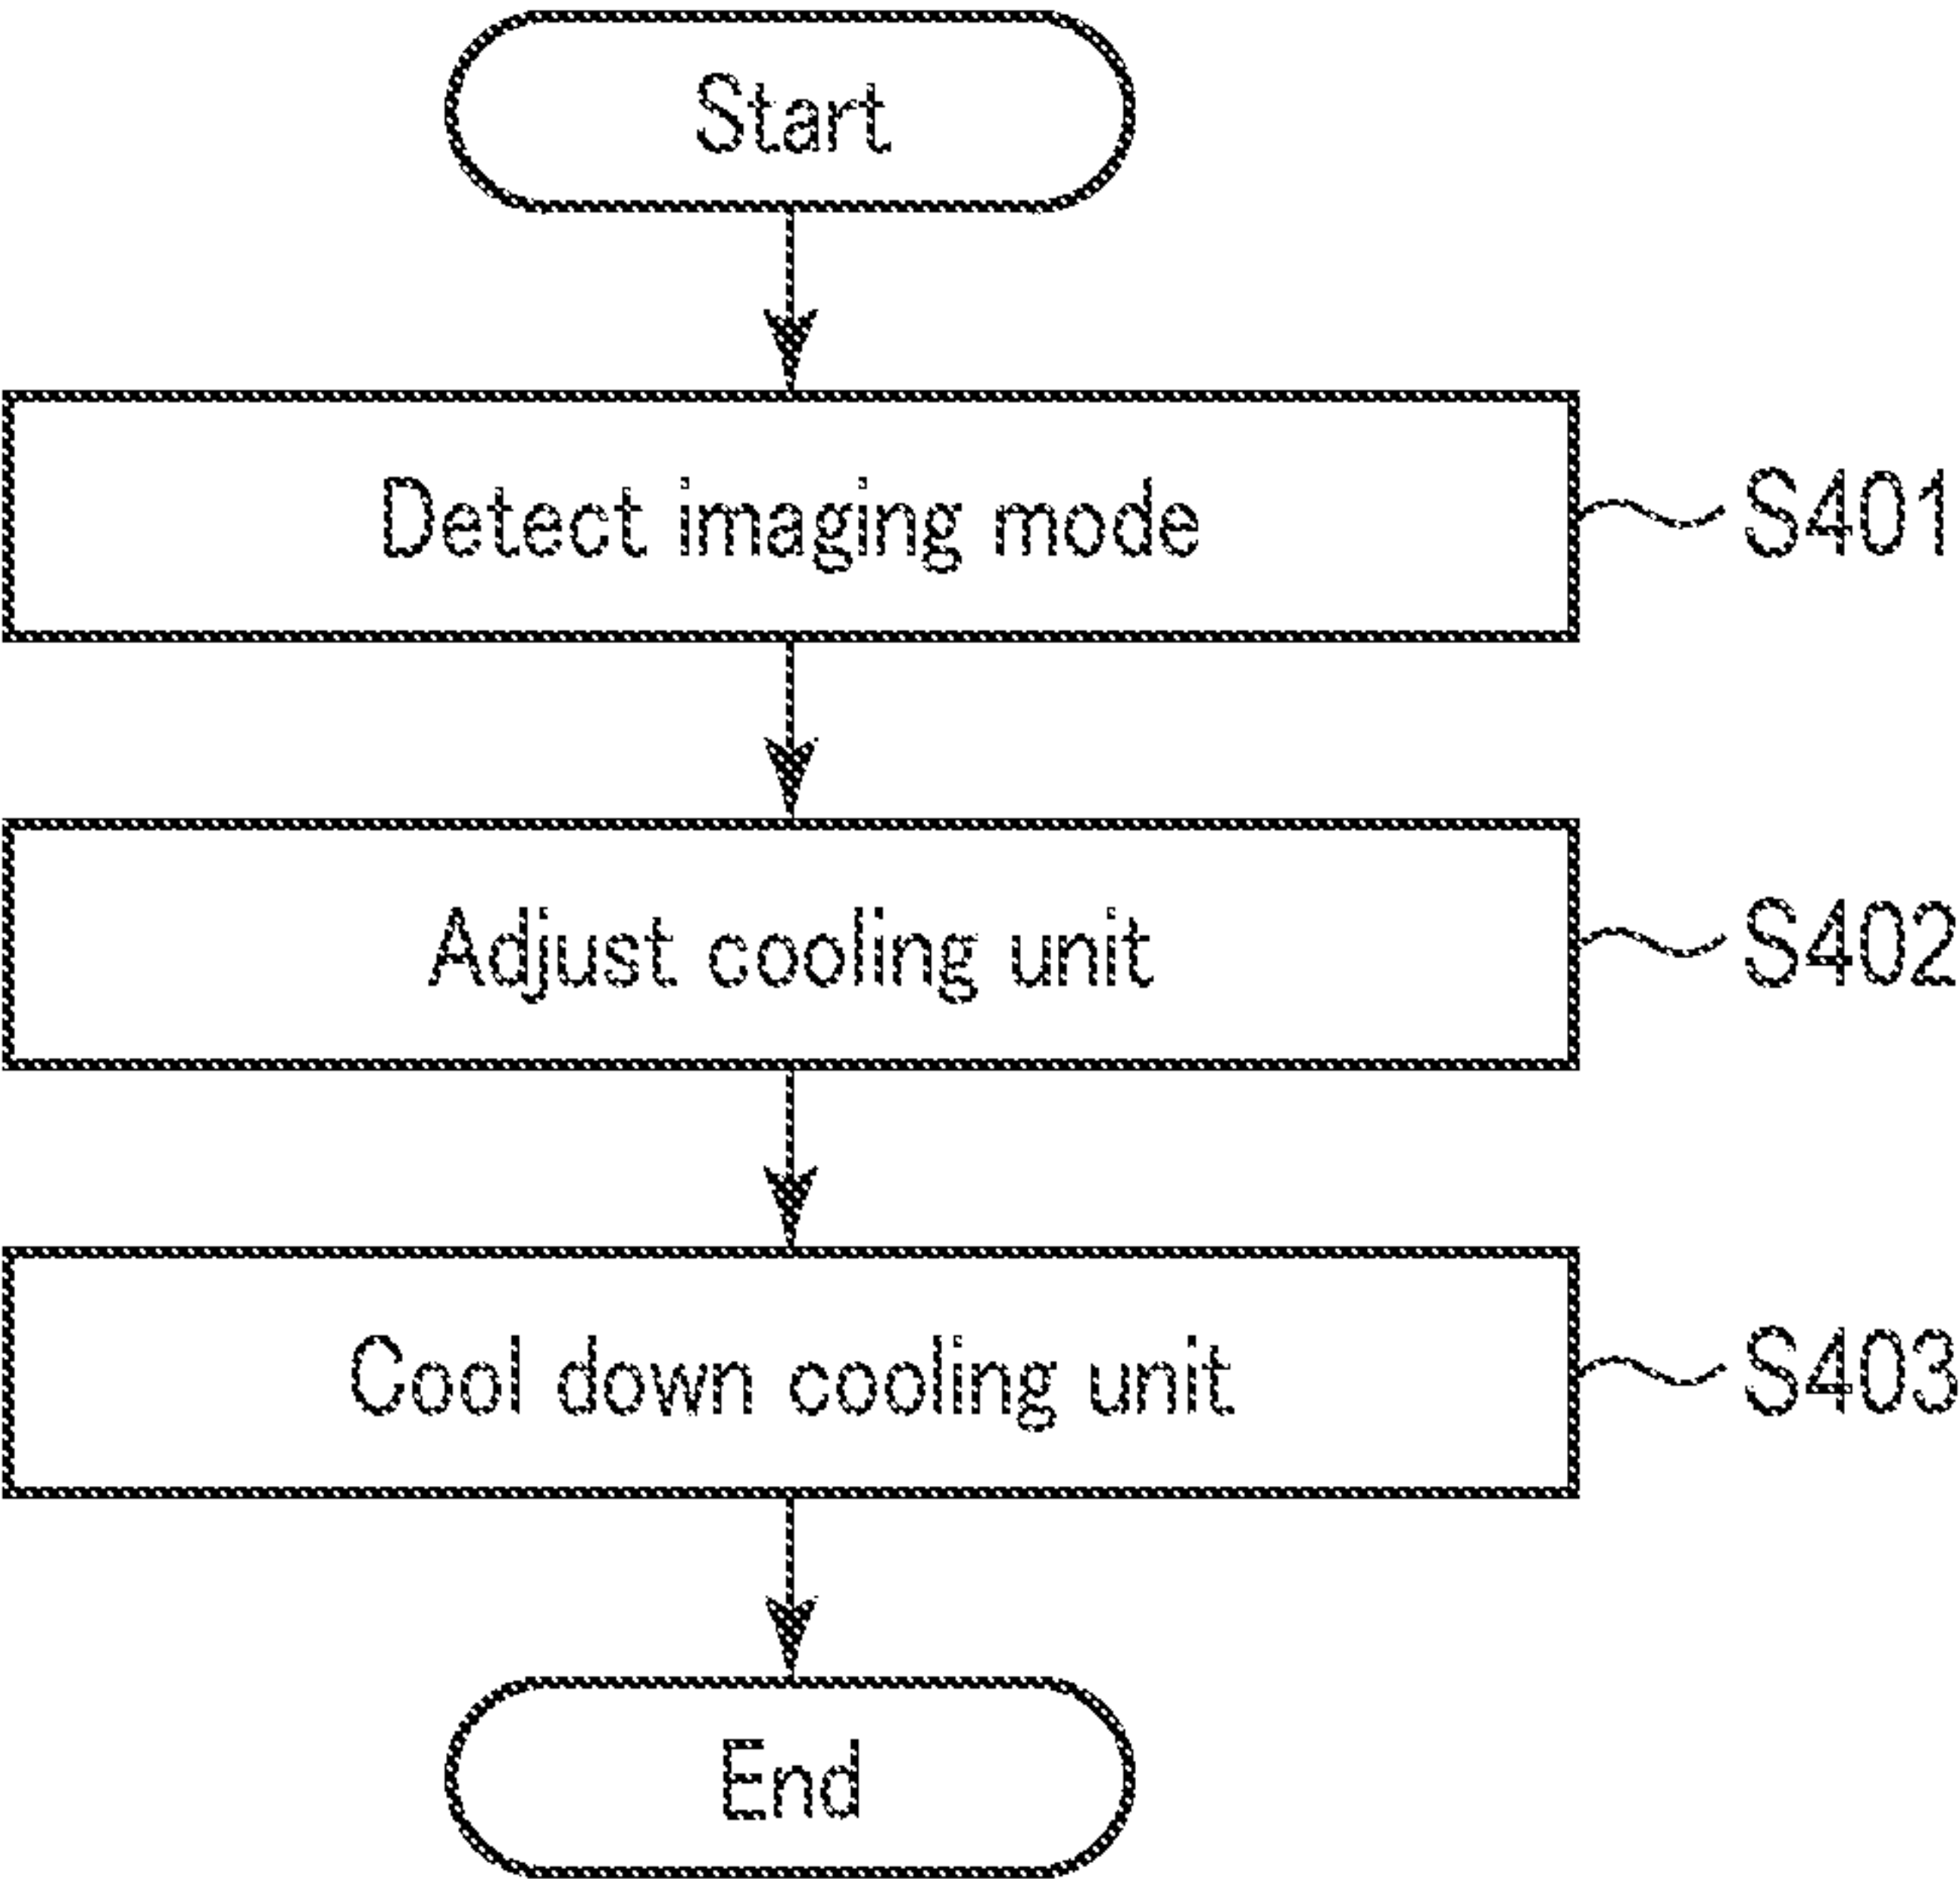 Start
Detect imaging mode
S401
Adjust cooling unit
S402
Cool down cooling unit
S403
End